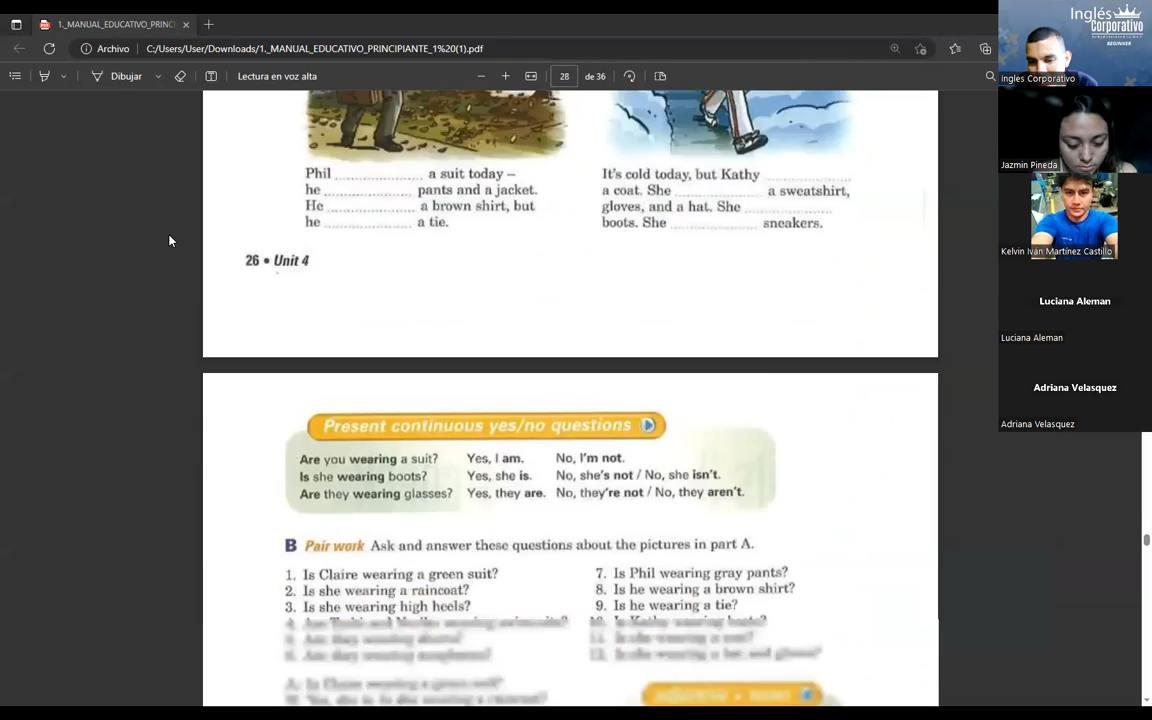 1._MANUAL_EDUCATIVO_PRINC
Archivo
C:/Users/User/Downloads/1._MANUAL_EDUCATIVO_PRINCIPIANTE_1%20(1).pdf
Dibujar
Lectura en voz alta
28
de 36
Phil ............ a suit today –
he ............ pants and a jacket.
He ............ a brown shirt, but
he ............ a tie.
It's cold today, but Kathy ............
a coat. She ............ a sweatshirt,
gloves, and a hat. She ............
boots. She ............ sneakers.
26 • Unit 4
Present continuous yes/no questions
Are you wearing a suit? Yes, I am. No, I'm not.
Is she wearing boots? Yes, she is. No, she's not / No, she isn't.
Are they wearing glasses? Yes, they are. No, they're not / No, they aren't.
B Pair work Ask and answer these questions about the pictures in part A.
1. Is Claire wearing a green suit?
2. Is she wearing a raincoat?
3. Is she wearing high heels?
7. Is Phil wearing gray pants?
8. Is he wearing a brown shirt?
9. Is he wearing a tie?
Inglés
Corporativo
BEGINNER
Ingles Corporativo
Jazmin Pineda
Kelvin Ivan Martínez Castillo
Luciana Aleman
Luciana Aleman
Adriana Velasquez
Adriana Velasquez